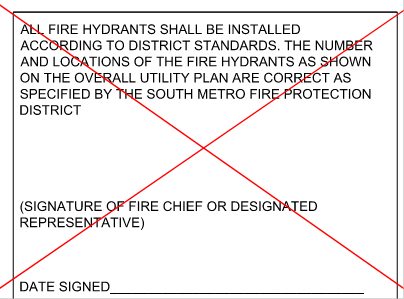 ALL FIRE HYDRANTS SHALL BE INSTALLED
ACCORDING TO DISTRICT STANDARDS. THE NUMBER
AND LOCATIONS OF THE FIRE HYDRANTS AS SHOWN
ON THE OVERALL UTILITY PLAN ARE CORRECT AS
SPECIFIED BY THE SOUTH METRO FIRE PROTECTION
DISTRICT
(SIGNATURE OF FIRE CHIEF OR DESIGNATED
REPRESENTATIVE)
DATE SIGNED